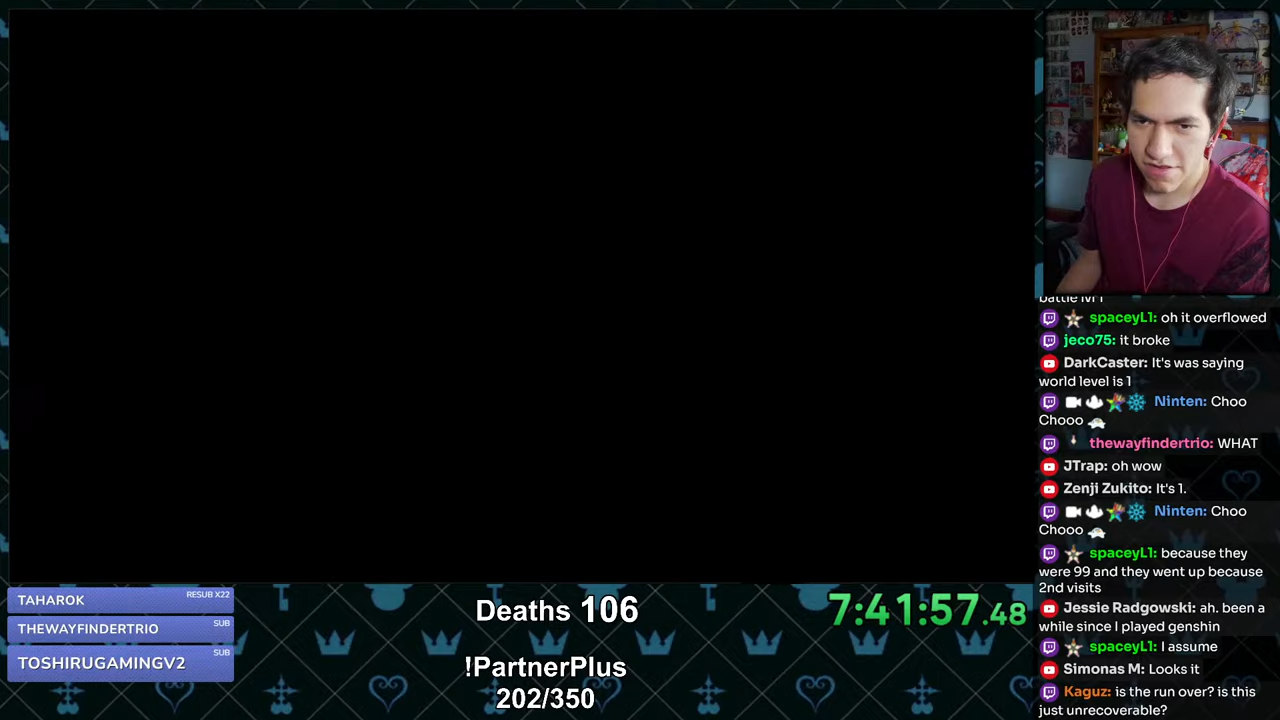 battle lvl 1
spaceyL1: oh it overflowed
jeco75: it broke
DarkCaster: It's was saying
world level is 1
Ninten: Choo
Chooo
thewayfindertrio: WHAT
JTrap: oh wow
Zenji Zukito: It's 1.
Ninten: Choo
Chooo
spaceyL1: because they
were 99 and they went up because
2nd visits
Jessie Radgowski: ah. been a
while since I played genshin
spaceyL1: I assume
Simonas M: Looks it
Kaguz: is the run over? is this
just unrecoverable?
TAHAROK RESUB X22
THEWAYFINDERTRIO SUB
TOSHIRUGAMINGV2 SUB
Deaths 106
!PartnerPlus
202/350
7:41:57.48